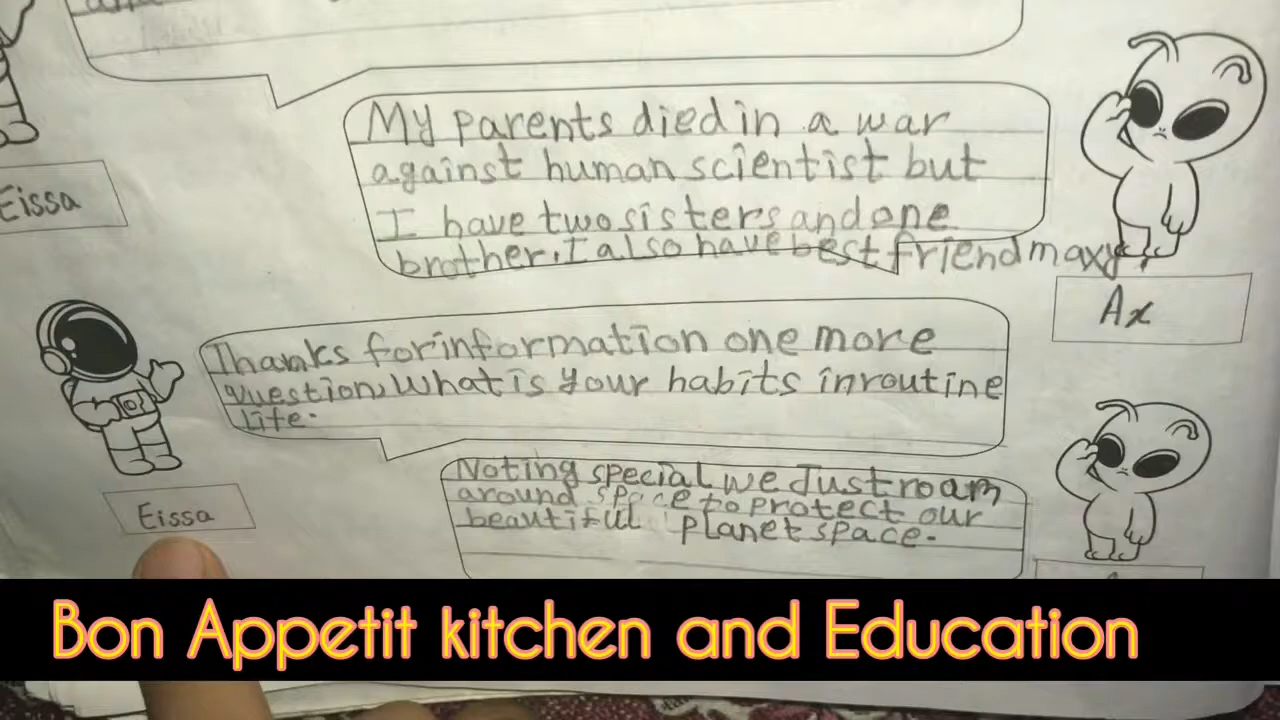 Eissa
My parents died in a war
against human scientist but
I have two sisters and one
brother. I also have best friend maxy.
Ax
Thanks for information one more
question, What is your habits in routine
life.
Eissa
Noting special we Just roam
around space to protect our
beautiful planet space.
Bon Appetit kitchen and Education